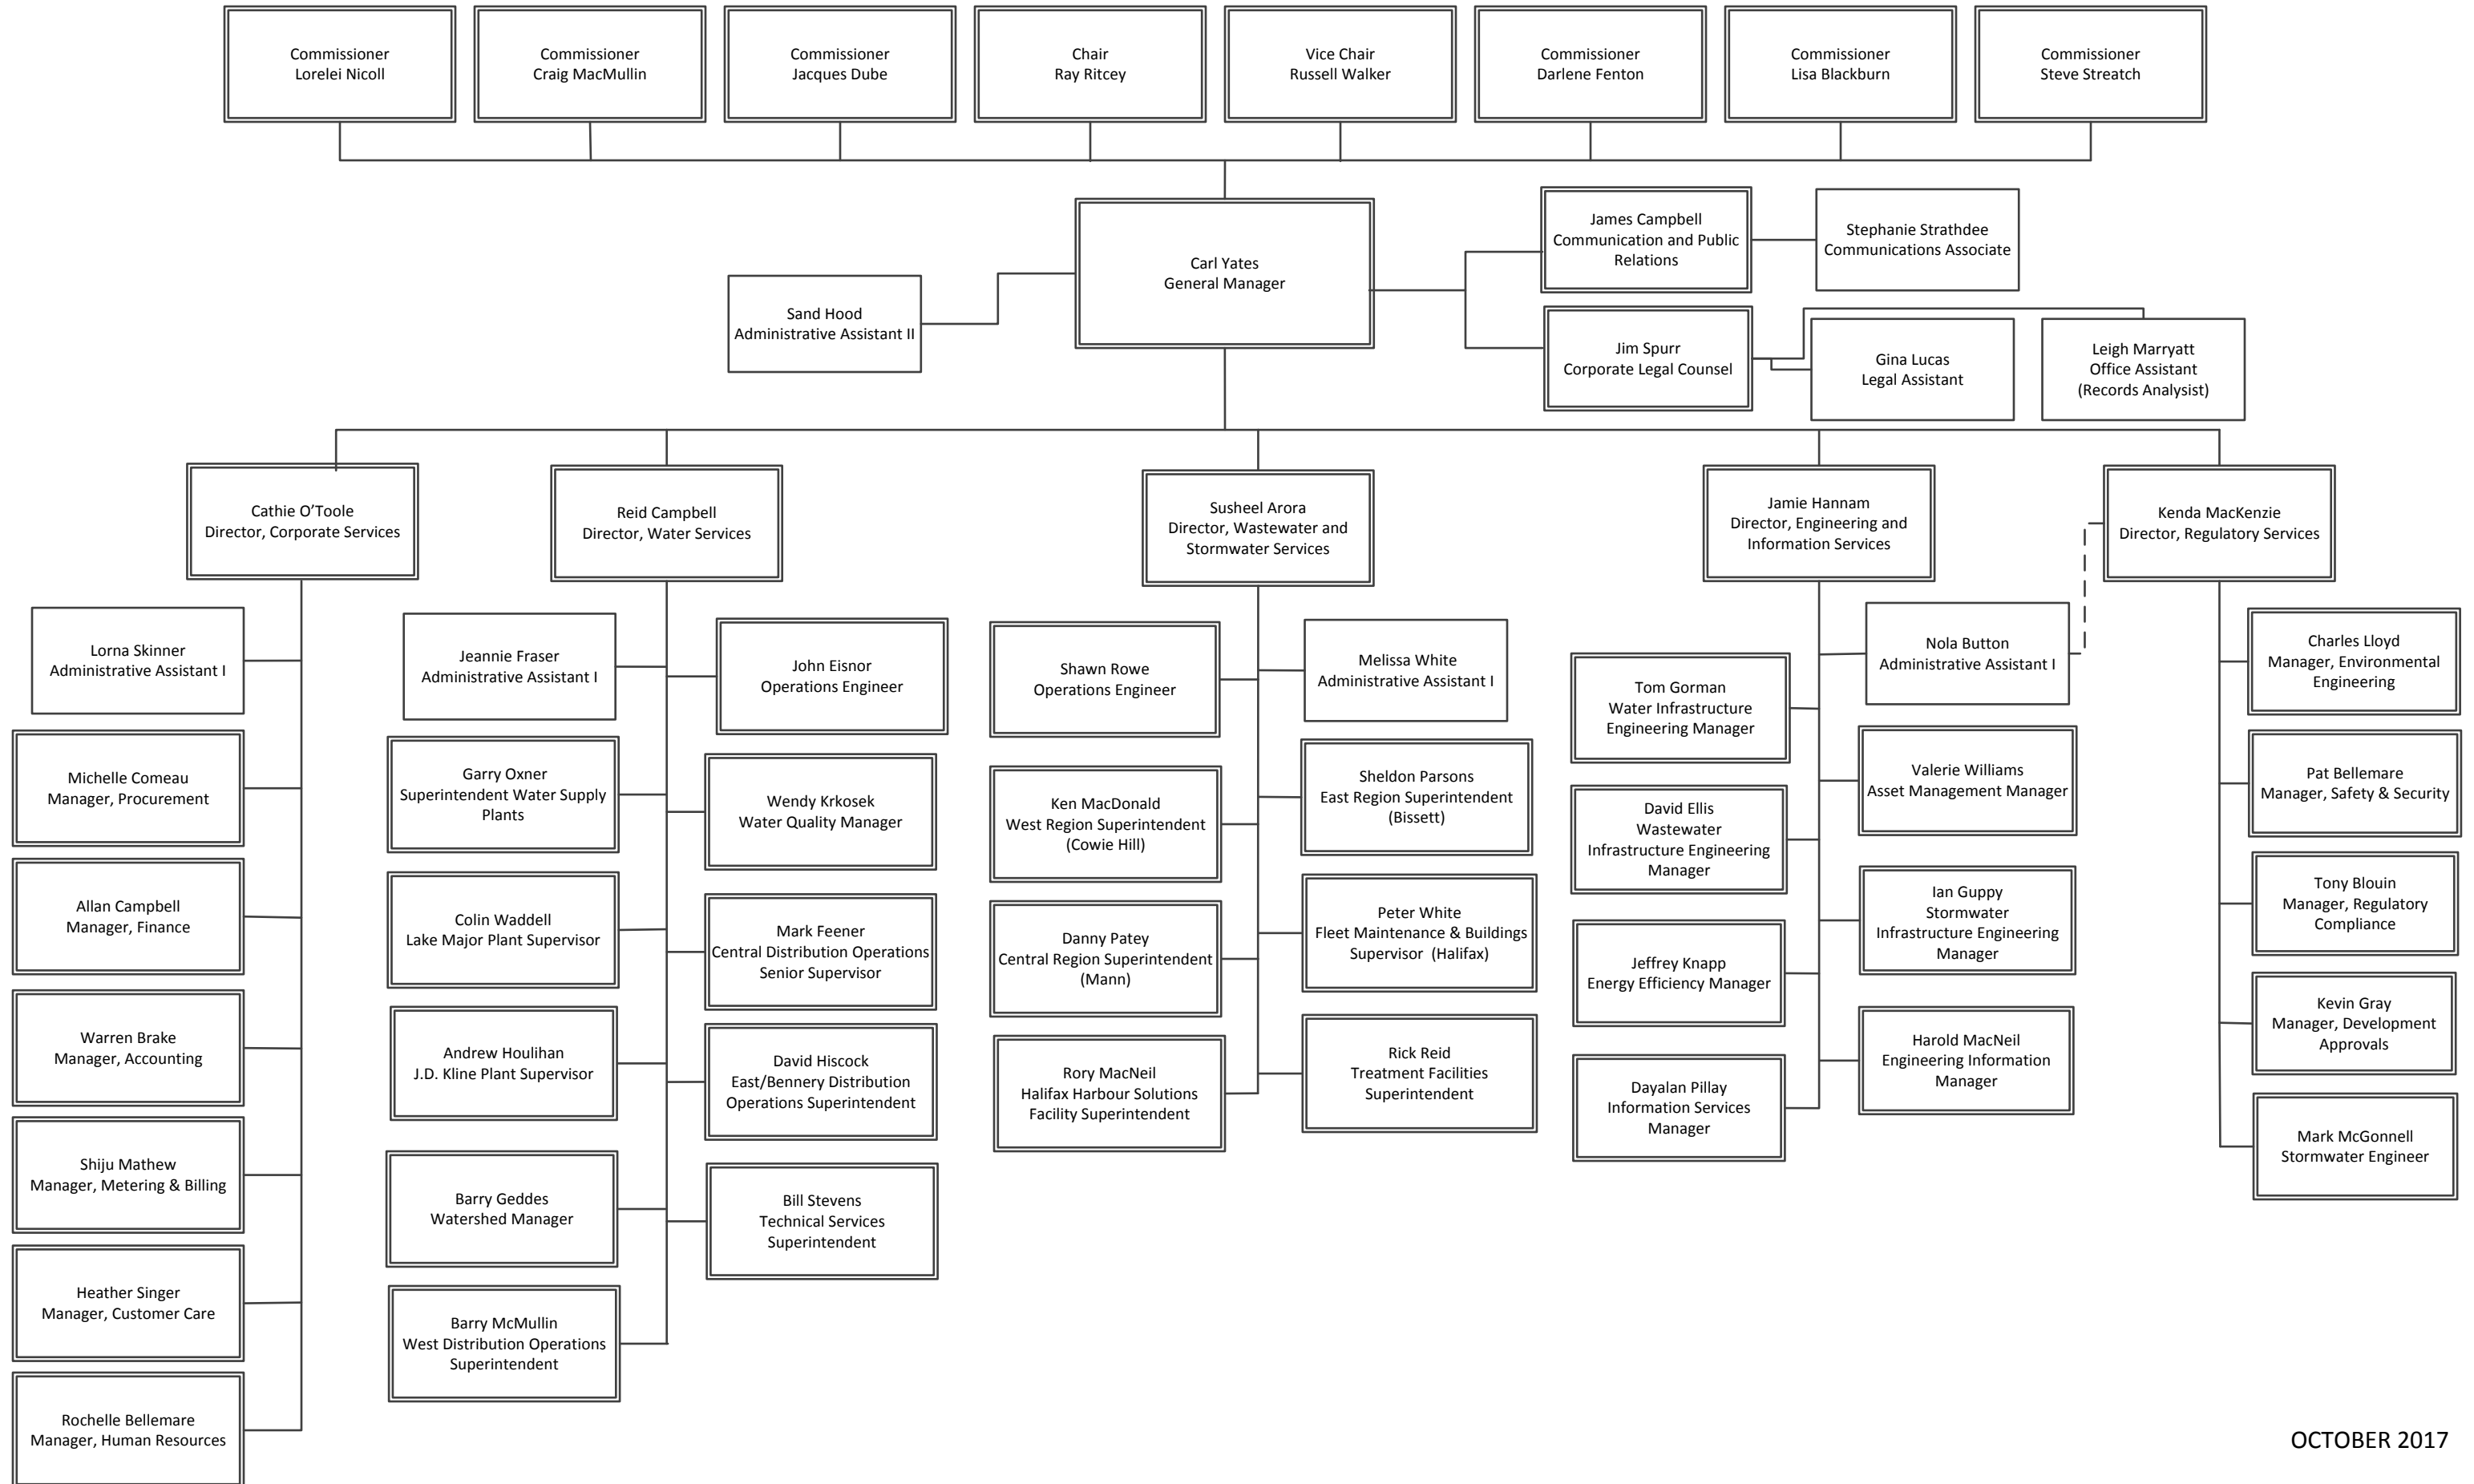 Commissioner
Lorelei Nicoll
Commissioner
Craig MacMullin
Commissioner
Jacques Dube
Chair
Ray Ritcey
Vice Chair
Russell Walker
Commissioner
Darlene Fenton
Commissioner
Lisa Blackburn
Commissioner
Steve Streatch
Carl Yates
General Manager
Sand Hood
Administrative Assistant II
James Campbell
Communication and Public
Relations
Stephanie Strathdee
Communications Associate
Jim Spurr
Corporate Legal Counsel
Gina Lucas
Legal Assistant
Leigh Marryatt
Office Assistant
(Records Analysist)
Cathie O’Toole
Director, Corporate Services
Reid Campbell
Director, Water Services
Susheel Arora
Director, Wastewater and
Stormwater Services
Jamie Hannam
Director, Engineering and
Information Services
Kenda MacKenzie
Director, Regulatory Services
Lorna Skinner
Administrative Assistant I
Michelle Comeau
Manager, Procurement
Allan Campbell
Manager, Finance
Warren Brake
Manager, Accounting
Shiju Mathew
Manager, Metering & Billing
Heather Singer
Manager, Customer Care
Rochelle Bellemare
Manager, Human Resources
Jeannie Fraser
Administrative Assistant I
John Eisnor
Operations Engineer
Garry Oxner
Superintendent Water Supply
Plants
Wendy Krkosek
Water Quality Manager
Colin Waddell
Lake Major Plant Supervisor
Mark Feener
Central Distribution Operations
Senior Supervisor
Andrew Houlihan
J.D. Kline Plant Supervisor
David Hiscock
East/Bennery Distribution
Operations Superintendent
Barry Geddes
Watershed Manager
Bill Stevens
Technical Services
Superintendent
Barry McMullin
West Distribution Operations
Superintendent
Shawn Rowe
Operations Engineer
Melissa White
Administrative Assistant I
Ken MacDonald
West Region Superintendent
(Cowie Hill)
Sheldon Parsons
East Region Superintendent
(Bissett)
Danny Patey
Central Region Superintendent
(Mann)
Peter White
Fleet Maintenance & Buildings
Supervisor (Halifax)
Rory MacNeil
Halifax Harbour Solutions
Facility Superintendent
Rick Reid
Treatment Facilities
Superintendent
Nola Button
Administrative Assistant I
Tom Gorman
Water Infrastructure
Engineering Manager
Valerie Williams
Asset Management Manager
David Ellis
Wastewater
Infrastructure Engineering
Manager
Ian Guppy
Stormwater
Infrastructure Engineering
Manager
Jeffrey Knapp
Energy Efficiency Manager
Harold MacNeil
Engineering Information
Manager
Dayalan Pillay
Information Services
Manager
Charles Lloyd
Manager, Environmental
Engineering
Pat Bellemare
Manager, Safety & Security
Tony Blouin
Manager, Regulatory
Compliance
Kevin Gray
Manager, Development
Approvals
Mark McGonnell
Stormwater Engineer
OCTOBER 2017